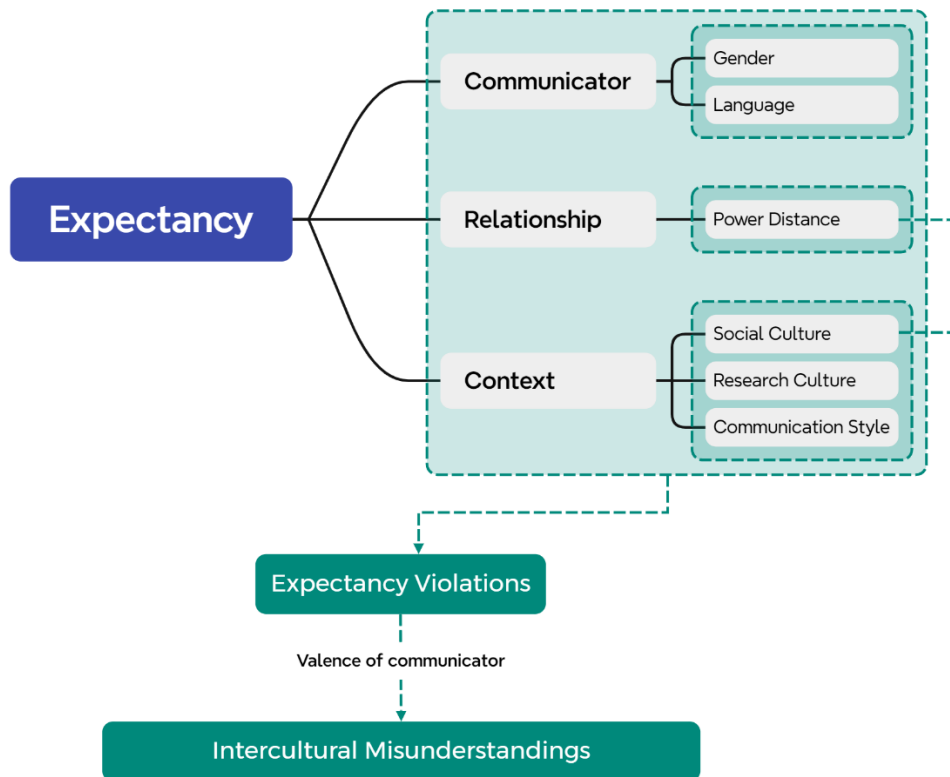 Expectancy
Communicator
Gender
Language
Relationship
Power Distance
Context
Social Culture
Research Culture
Communication Style
Expectancy Violations
Valence of communicator
Intercultural Misunderstandings